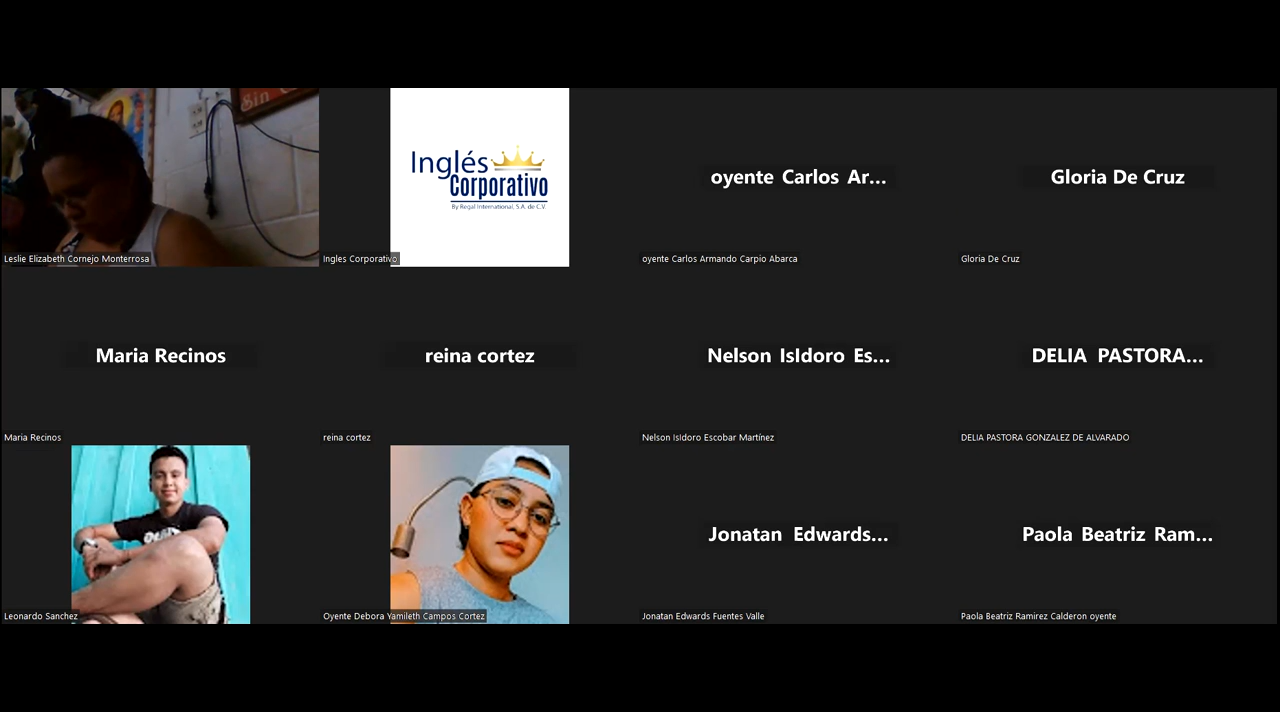 Sin
Leslie Elizabeth Cornejo Monterrosa
Inglés
Corporativo
By Regal International, S.A. de C.V.
Ingles Corporativo
oyente Carlos Ar...
oyente Carlos Armando Carpio Abarca
Gloria De Cruz
Gloria De Cruz
Maria Recinos
Maria Recinos
reina cortez
reina cortez
Nelson IsIdoro Es...
Nelson IsIdoro Escobar Martínez
DELIA PASTORA...
DELIA PASTORA GONZALEZ DE ALVARADO
Leonardo Sanchez
Oyente Debora Yamileth Campos Cortez
Jonatan Edwards...
Jonatan Edwards Fuentes Valle
Paola Beatriz Ram...
Paola Beatriz Ramirez Calderon oyente